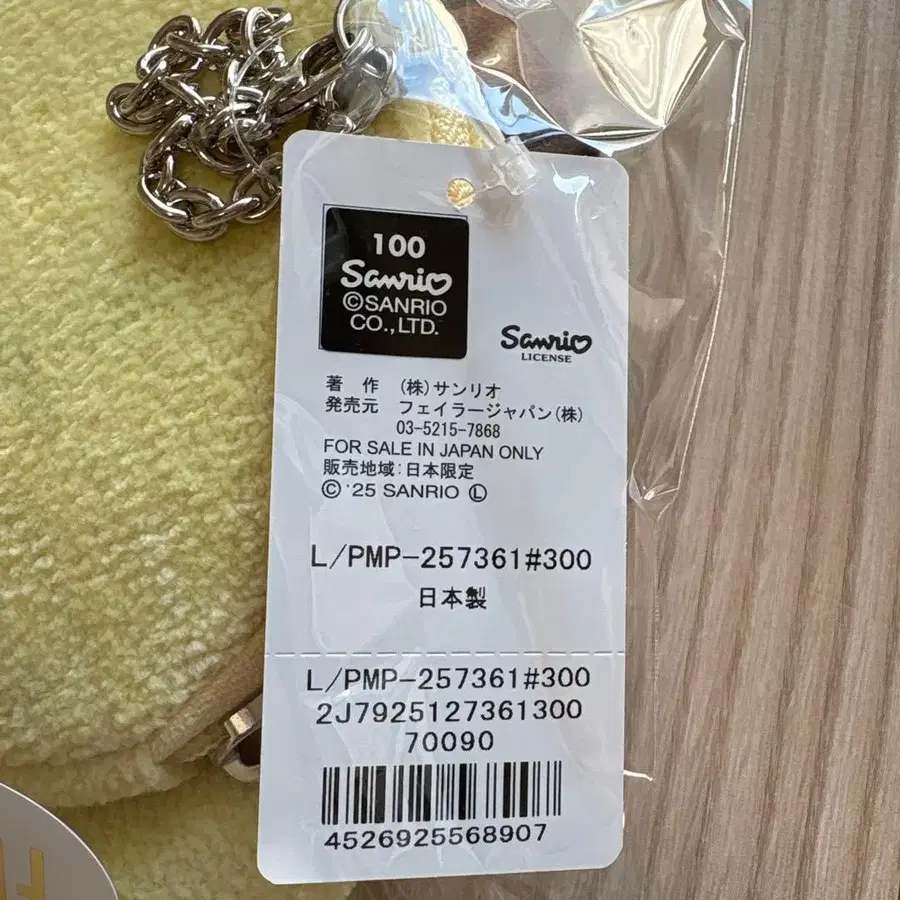 100
Sanrio
©SANRIO
CO.,LTD.
Sanrio
LICENSE
著 作 (株)サンリオ
発売元 フェイラージャパン(株)
03-5215-7868
FOR SALE IN JAPAN ONLY
販売地域:日本限定
© '25 SANRIO Ⓛ
L/PMP-257361#300
日本製
L/PMP-257361#300
2J7925127361300
70090
4526925568907